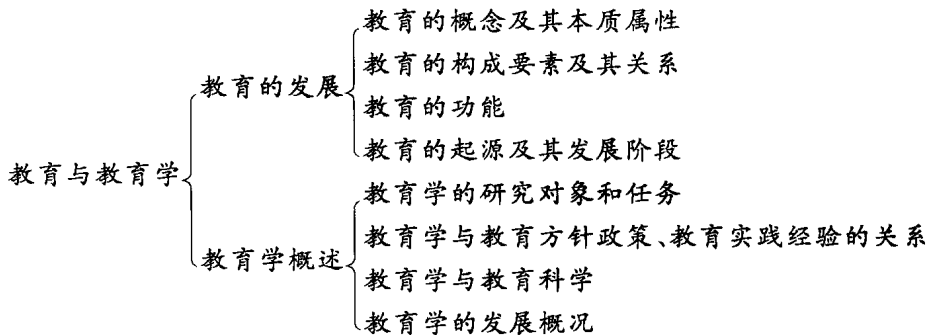 教育的概念及其本质属性
教育的构成要素及其关系
教育的发展
教育的功能
教育的起源及其发展阶段
教育与教育学
教育学的研究对象和任务
教育学与教育方针政策、教育实践经验的关系
教育学概述
教育学与教育科学
教育学的发展概况